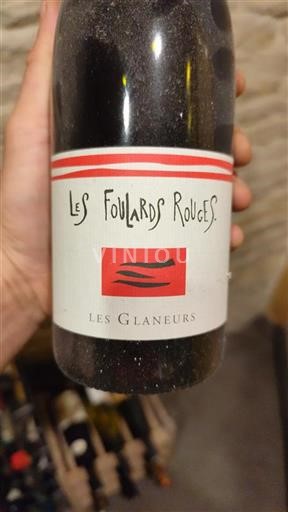 LES FOULARDS ROUGES.
VINIOU
LES GLANEURS